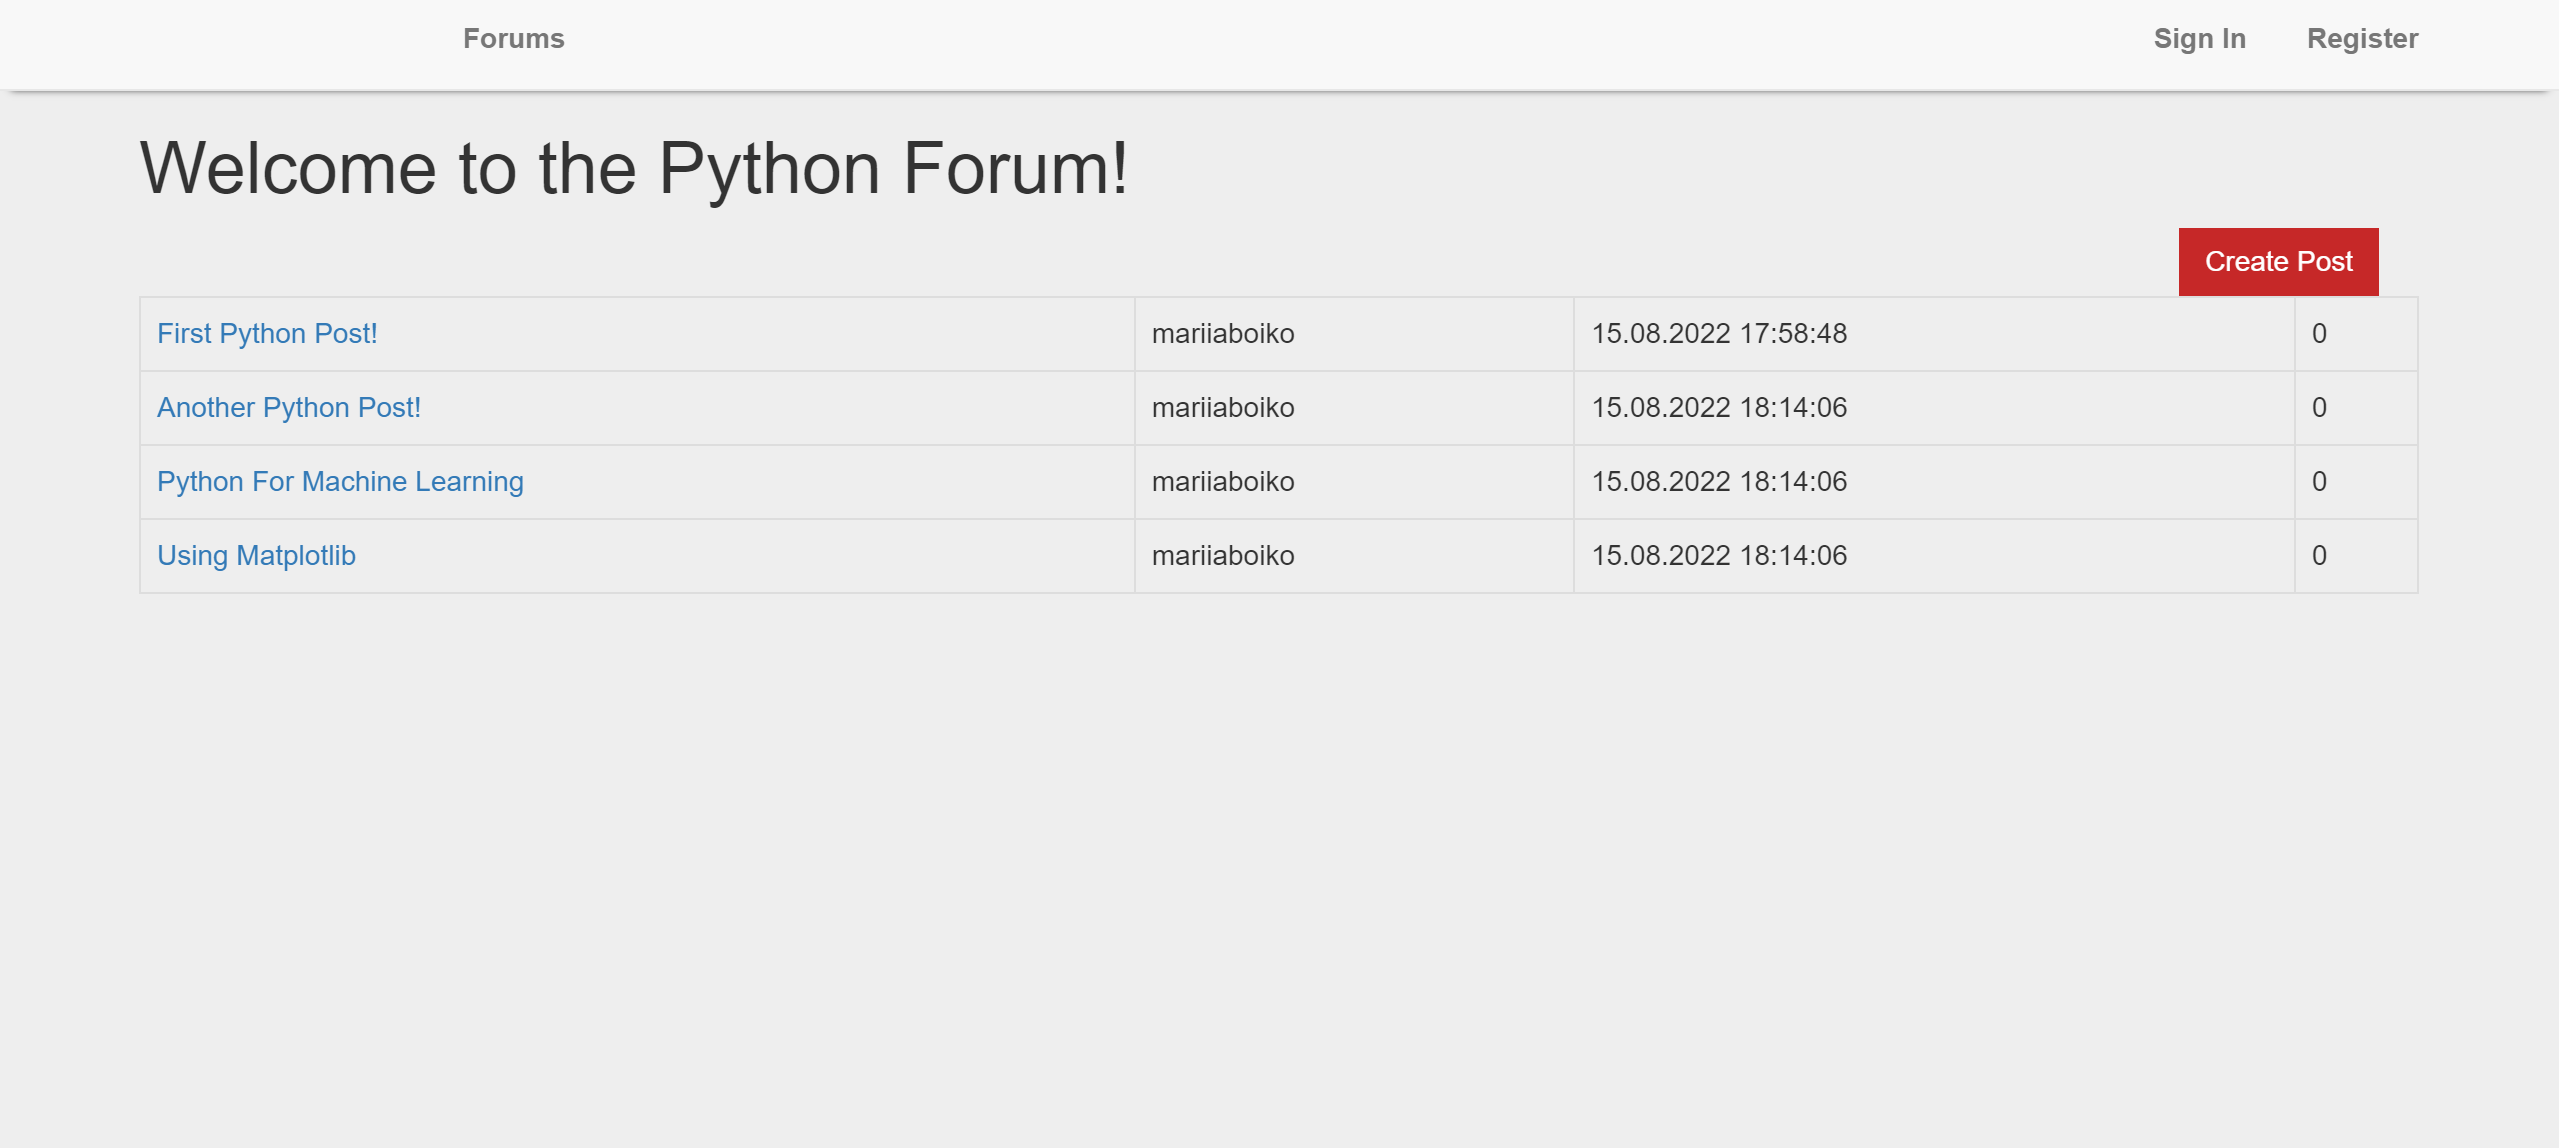 Forums Sign In Register
Welcome to the Python Forum!
Create Post
First Python Post! mariiaboiko 15.08.2022 17:58:48 0
Another Python Post! mariiaboiko 15.08.2022 18:14:06 0
Python For Machine Learning mariiaboiko 15.08.2022 18:14:06 0
Using Matplotlib mariiaboiko 15.08.2022 18:14:06 0